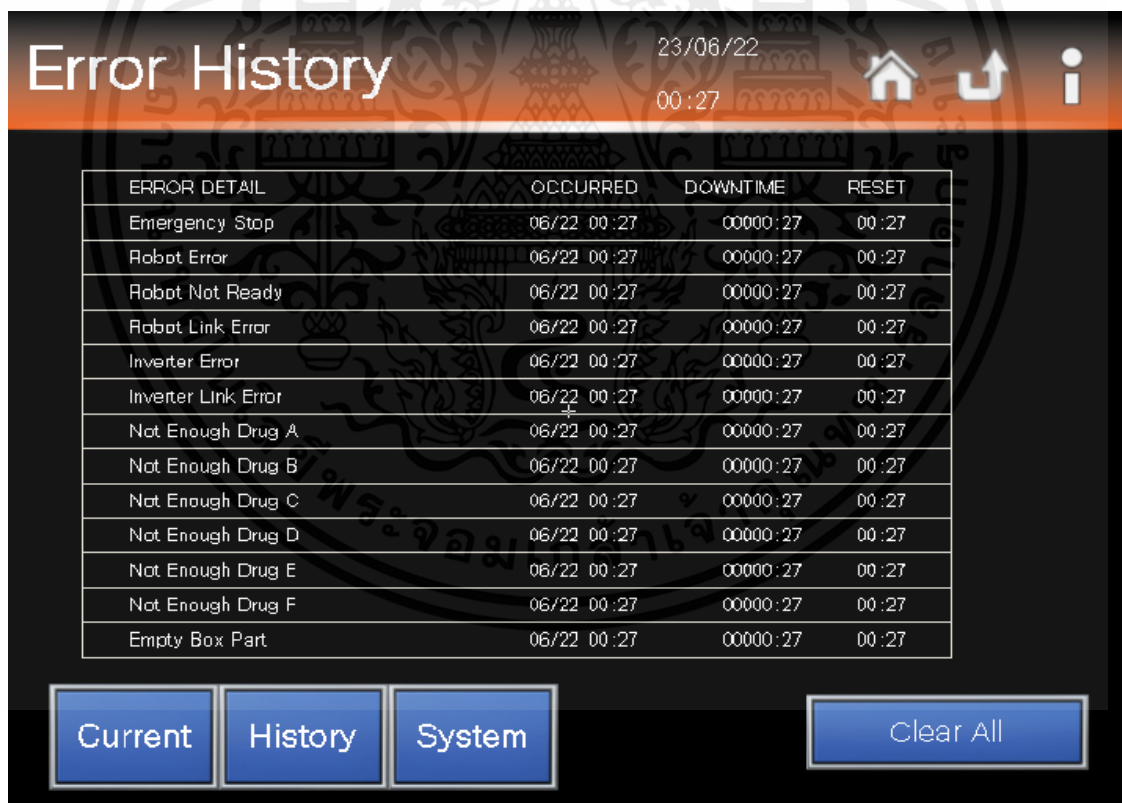 Error History
23/06/22
00:27
ERROR DETAIL OCCURRED DOWNTIME RESET
Emergency Stop 06/22 00:27 00000:27 00:27
Robot Error 06/22 00:27 00000:27 00:27
Robot Not Ready 06/22 00:27 00000:27 00:27
Robot Link Error 06/22 00:27 00000:27 00:27
Inverter Error 06/22 00:27 00000:27 00:27
Inverter Link Error 06/22 00:27 00000:27 00:27
Not Enough Drug A 06/22 00:27 00000:27 00:27
Not Enough Drug B 06/22 00:27 00000:27 00:27
Not Enough Drug C 06/22 00:27 00000:27 00:27
Not Enough Drug D 06/22 00:27 00000:27 00:27
Not Enough Drug E 06/22 00:27 00000:27 00:27
Not Enough Drug F 06/22 00:27 00000:27 00:27
Empty Box Part 06/22 00:27 00000:27 00:27
Current History System Clear All